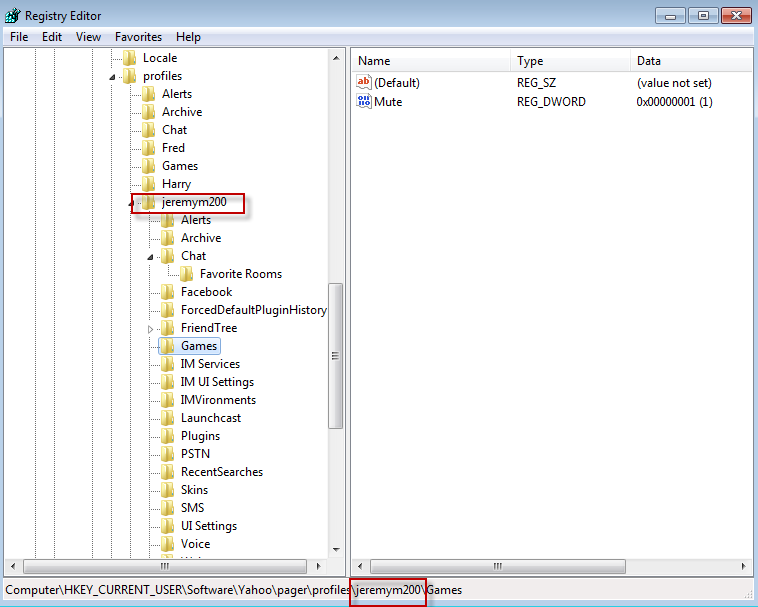 Registry Editor
File Edit View Favorites Help
Locale
profiles
Alerts
Archive
Chat
Fred
Games
Harry
jeremym200
Alerts
Archive
Chat
Favorite Rooms
Facebook
ForcedDefaultPluginHistory
FriendTree
Games
IM Services
IM UI Settings
IMVironments
Launchcast
Plugins
PSTN
RecentSearches
Skins
SMS
UI Settings
Voice
Name Type Data
ab (Default) REG_SZ (value not set)
Mute REG_DWORD 0x00000001 (1)
Computer\HKEY_CURRENT_USER\Software\Yahoo\pager\profiles\jeremym200\Games